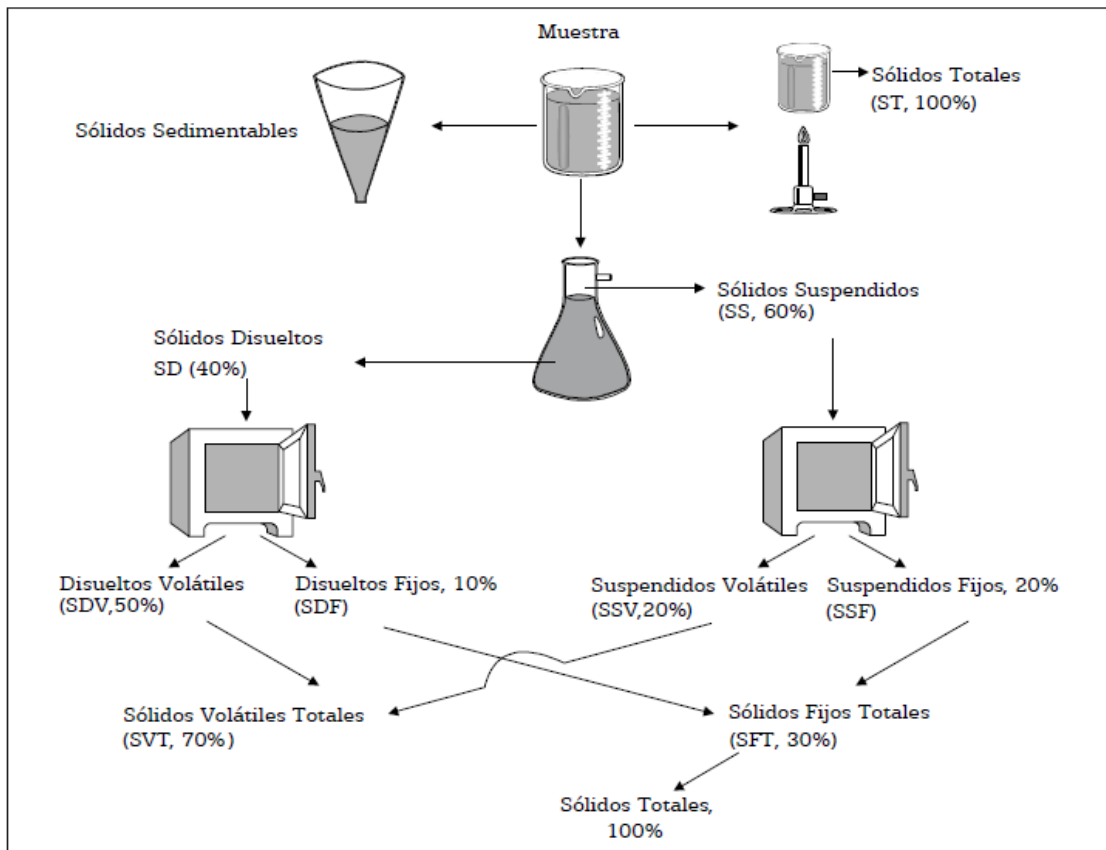 Muestra
Sólidos Totales
(ST, 100%)
Sólidos Sedimentables
Sólidos Suspendidos
(SS, 60%)
Sólidos Disueltos
SD (40%)
Disueltos Volátiles
(SDV,50%)
Disueltos Fijos, 10%
(SDF)
Suspendidos Volátiles
(SSV,20%)
Suspendidos Fijos, 20%
(SSF)
Sólidos Volátiles Totales
(SVT, 70%)
Sólidos Fijos Totales
(SFT, 30%)
Sólidos Totales,
100%